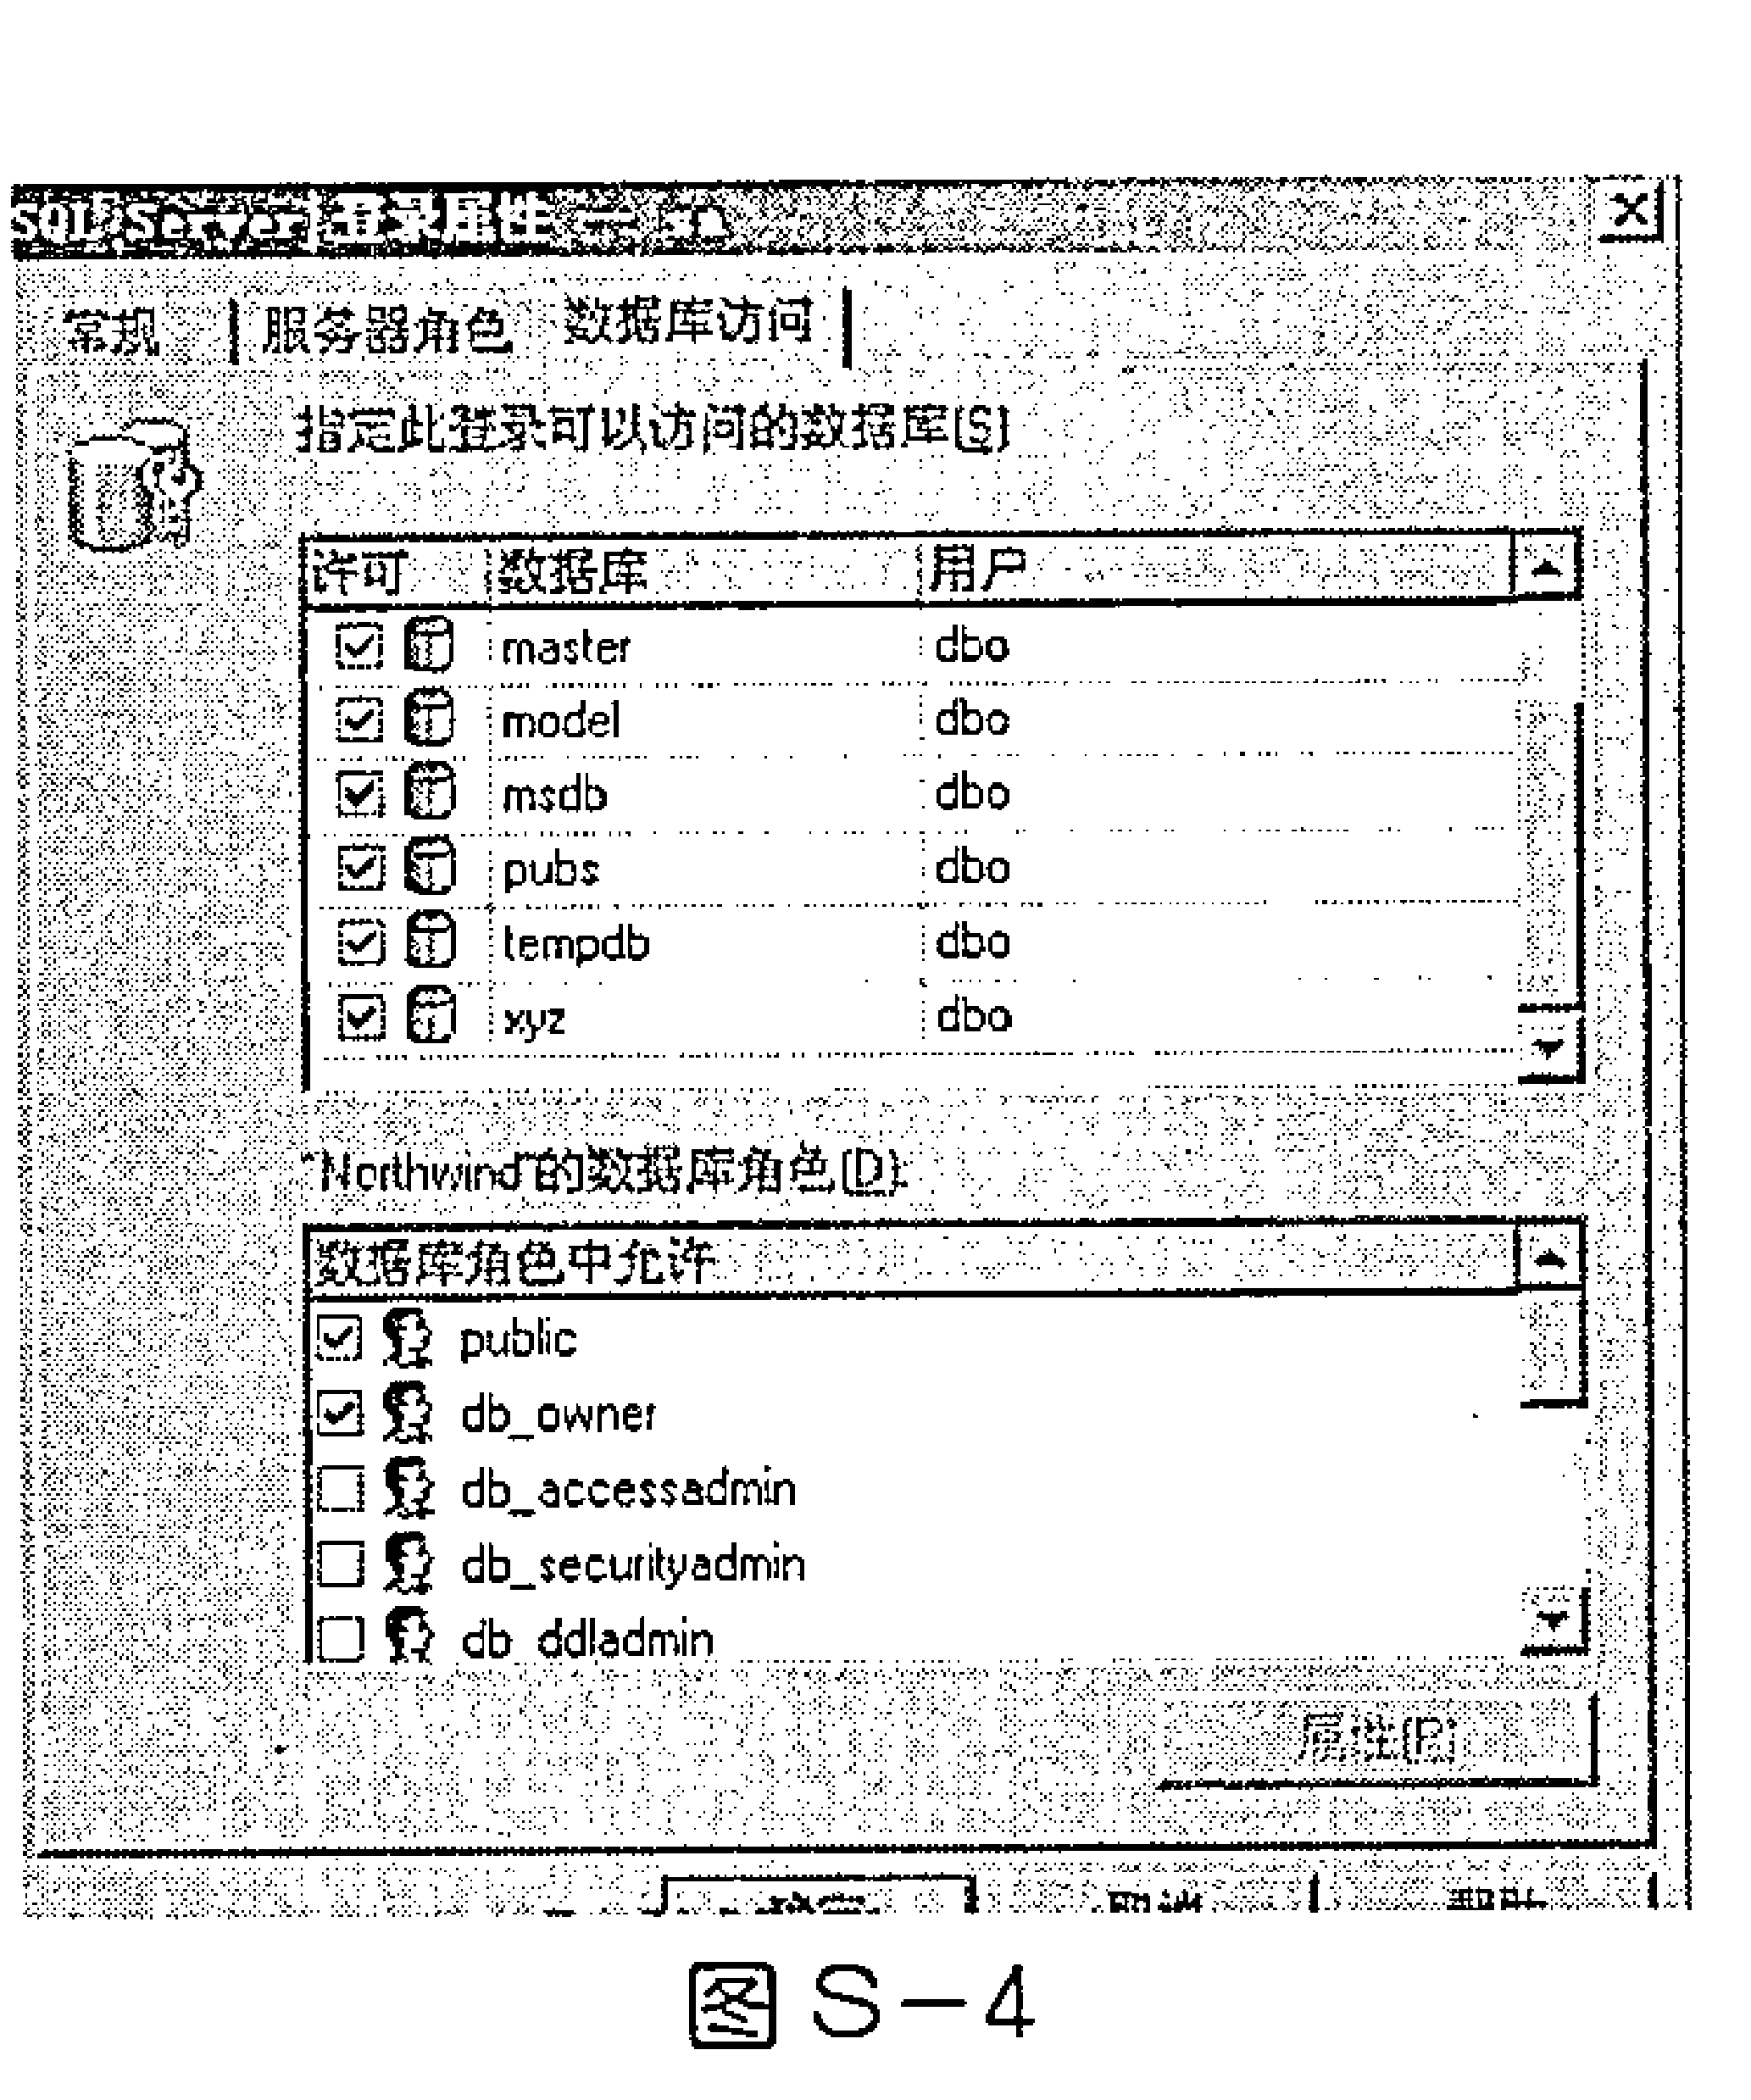 SQL Server 登录属性 - sa
常规 服务器角色 数据库访问
指定此登录可以访问的数据库(S)
许可 数据库 用户
master dbo
model dbo
msdb dbo
pubs dbo
tempdb dbo
xyz dbo
"Northwind"的数据库角色(D):
数据库角色中允许
public
db_owner
db_accessadmin
db_securityadmin
db_ddladmin
属性(P)
图 S-4